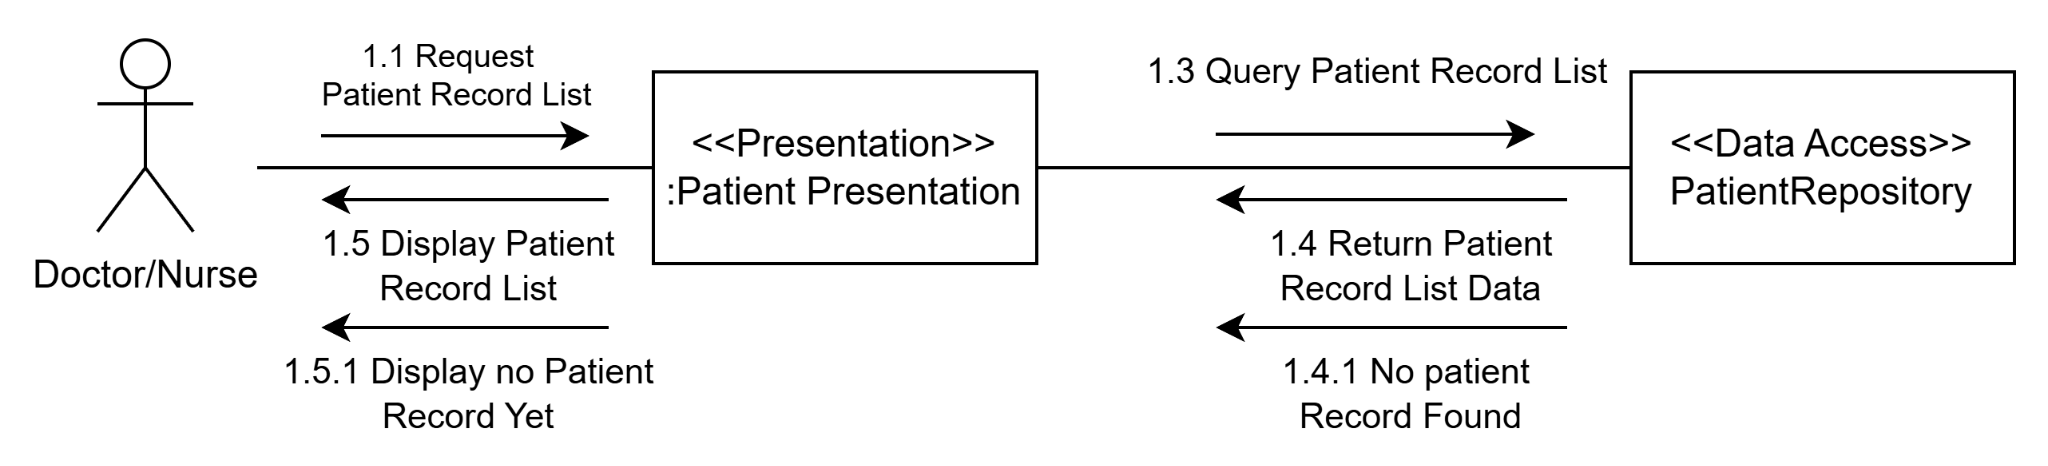 1.1 Request
Patient Record List
1.3 Query Patient Record List
<<Presentation>>
:Patient Presentation
<<Data Access>>
PatientRepository
Doctor/Nurse
1.5 Display Patient
Record List
1.4 Return Patient
Record List Data
1.5.1 Display no Patient
Record Yet
1.4.1 No patient
Record Found